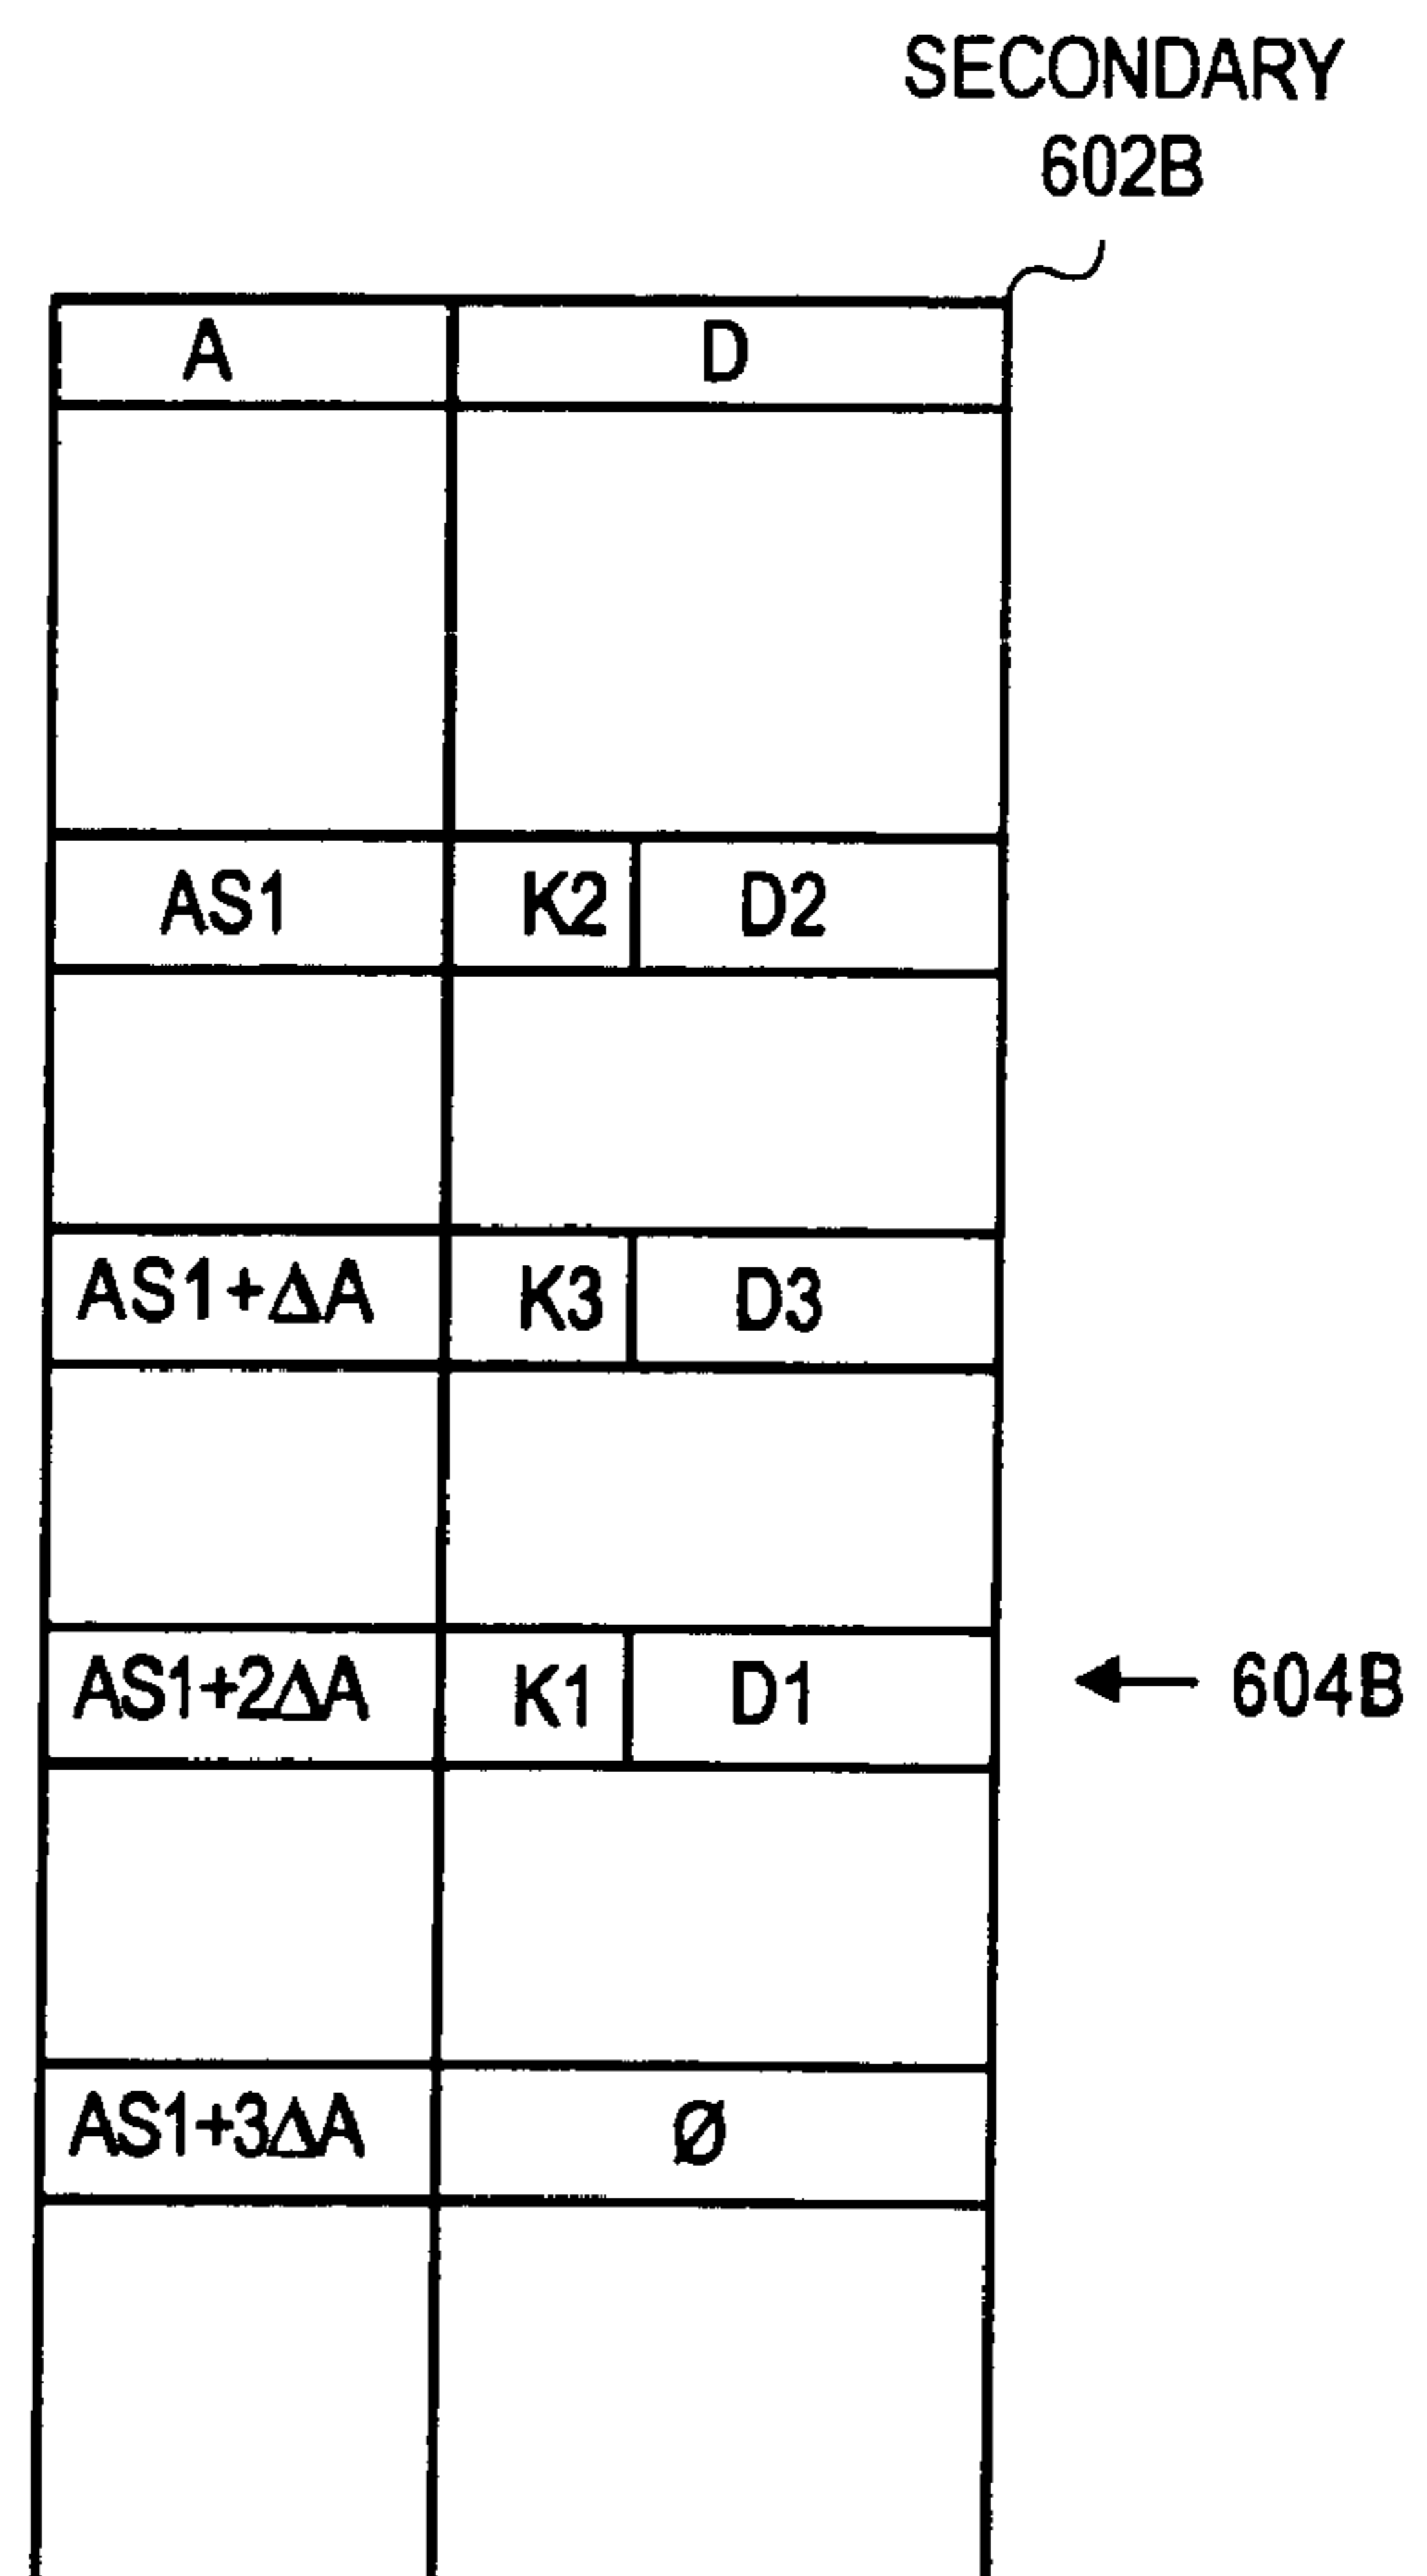 SECONDARY
602B
A D
AS1 K2 D2
AS1+ΔA K3 D3
AS1+2ΔA K1 D1 604B
AS1+3ΔA Ø